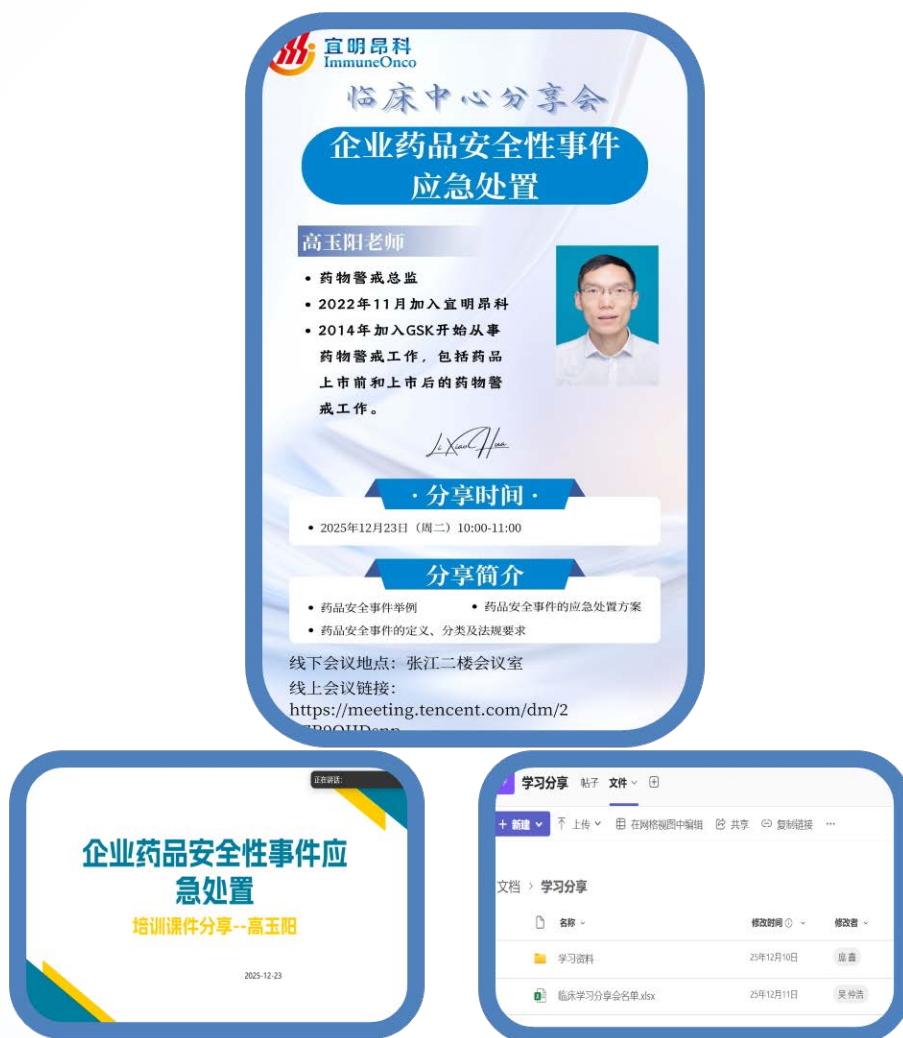 宜明昂科
ImmuneOnco
临床中心分享会
企业药品安全性事件
应急处置
高玉阳老师
• 药物警戒总监
• 2022年11月加入宜明昂科
• 2014年加入GSK开始从事
药物警戒工作，包括药品
上市前和上市后的药物警
戒工作。
Li XiaoHua
· 分享时间 ·
• 2025年12月23日（周二）10:00-11:00
分享简介
• 药品安全事件举例 • 药品安全事件的应急处置方案
• 药品安全事件的定义、分类及法规要求
线下会议地点：张江二楼会议室
线上会议链接：
https://meeting.tencent.com/dm/2
正在讲话:
企业药品安全性事件应
急处置
培训课件分享--高玉阳
2025-12-23
学习分享 帖子 文件
+ 新建 上传 在网格视图中编辑 共享 复制链接 ...
文档 > 学习分享
名称 修改时间 修改者
学习资料 25年12月10日
临床学习分享会名单.xlsx 25年12月11日 吴仲浩